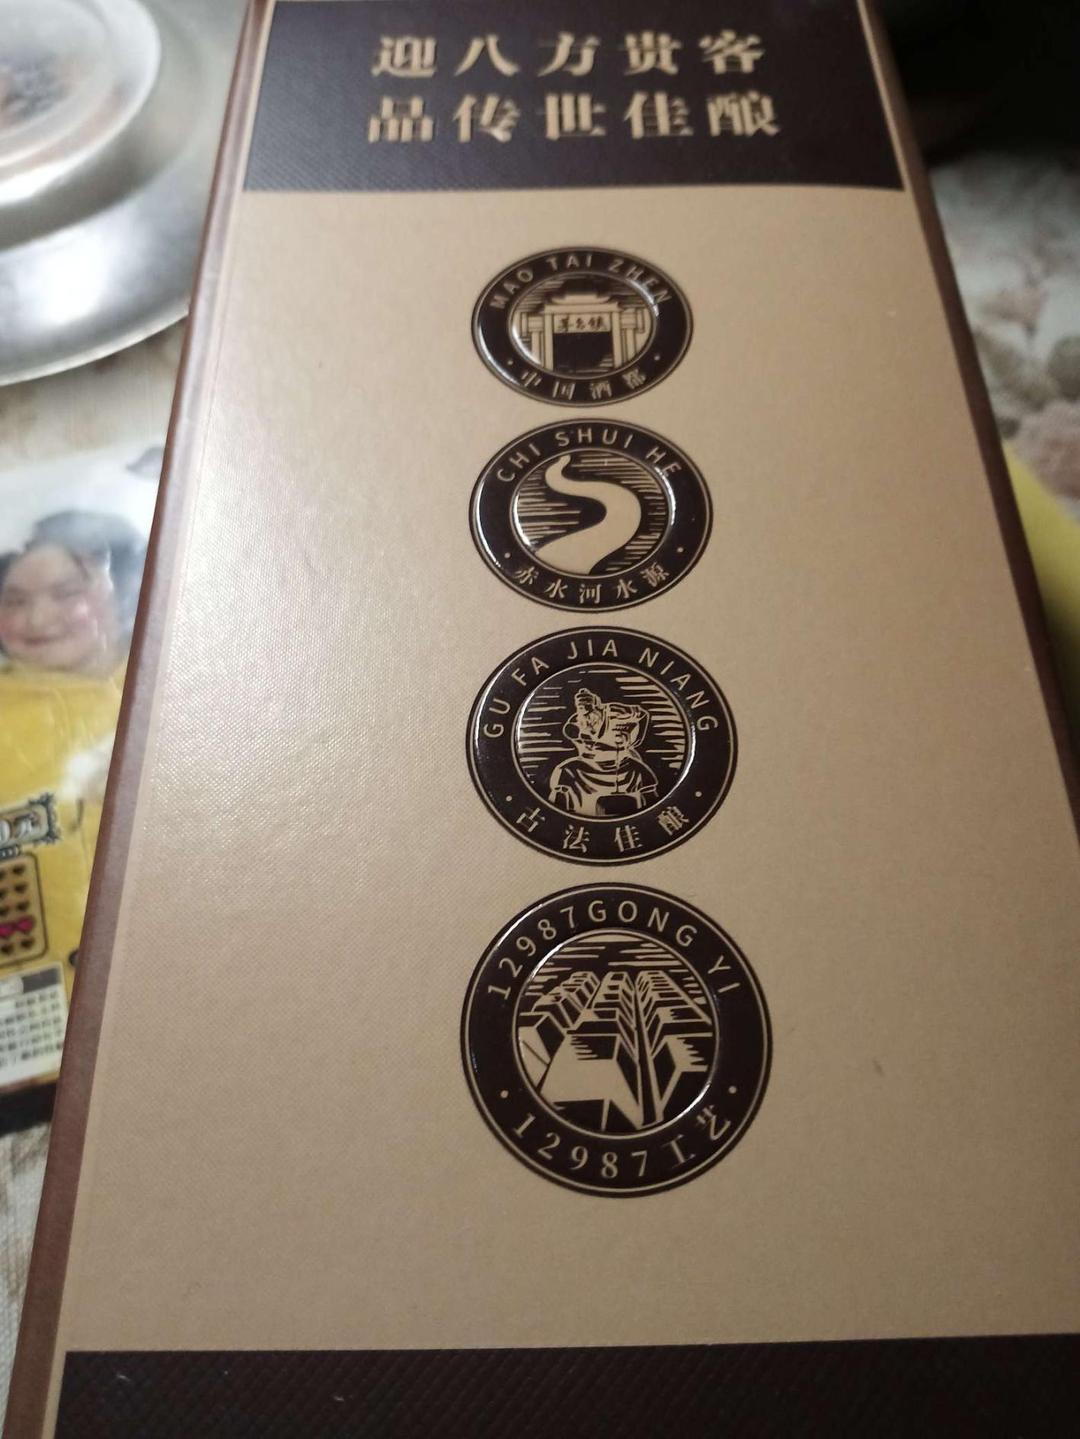 迎八方贵客
品传世佳酿
MAO TAI ZHEN
茅台镇
中国酒都
CHI SHUI HE
赤水河水源
GU FA JIA NIANG
古法佳酿
12987GONG YI
12987工艺